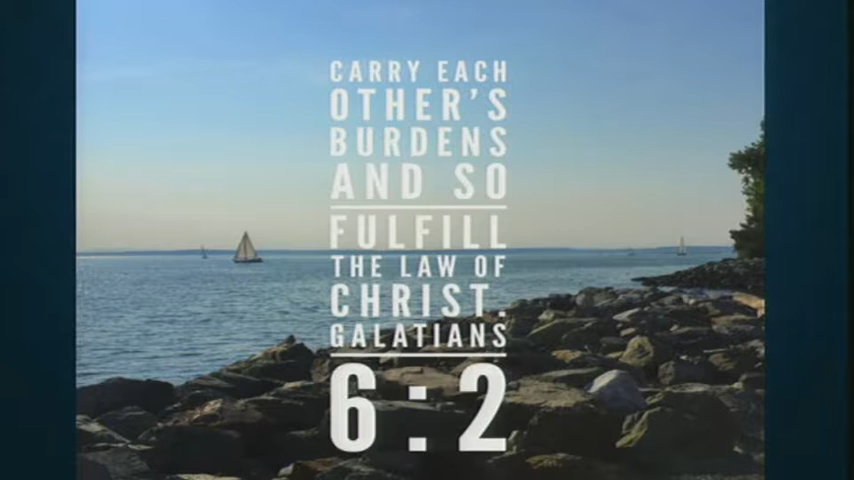 CARRY EACH
OTHER'S
BURDENS
AND SO
FULFILL
THE LAW OF
CHRIST.
GALATIANS
6:2